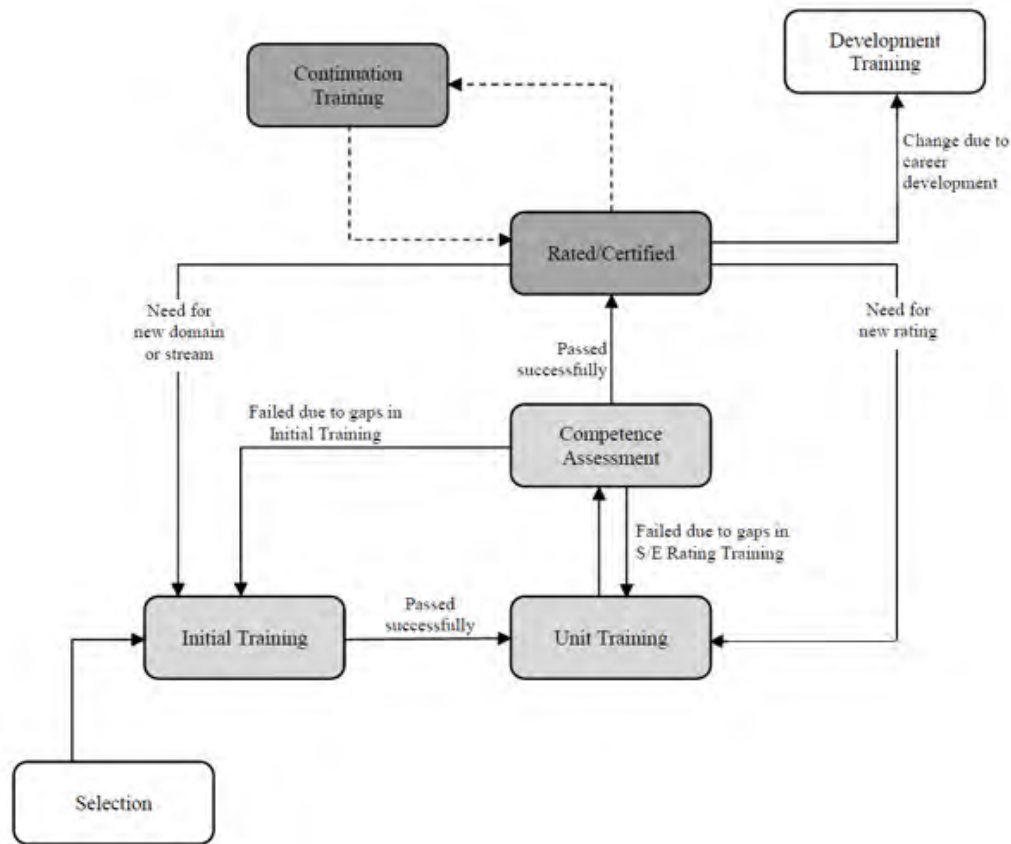 Development
Training
Continuation
Training
Change due to
career
development
Rated/Certified
Need for
new domain
or stream
Need for
new rating
Passed
successfully
Failed due to gaps in
Initial Training
Competence
Assessment
Failed due to gaps in
S/E Rating Training
Initial Training
Passed
successfully
Unit Training
Selection